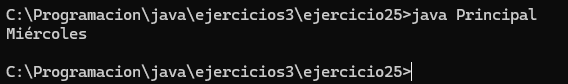 C:\Programacion\java\ejercicios3\ejercicio25>java Principal
Miércoles
C:\Programacion\java\ejercicios3\ejercicio25>